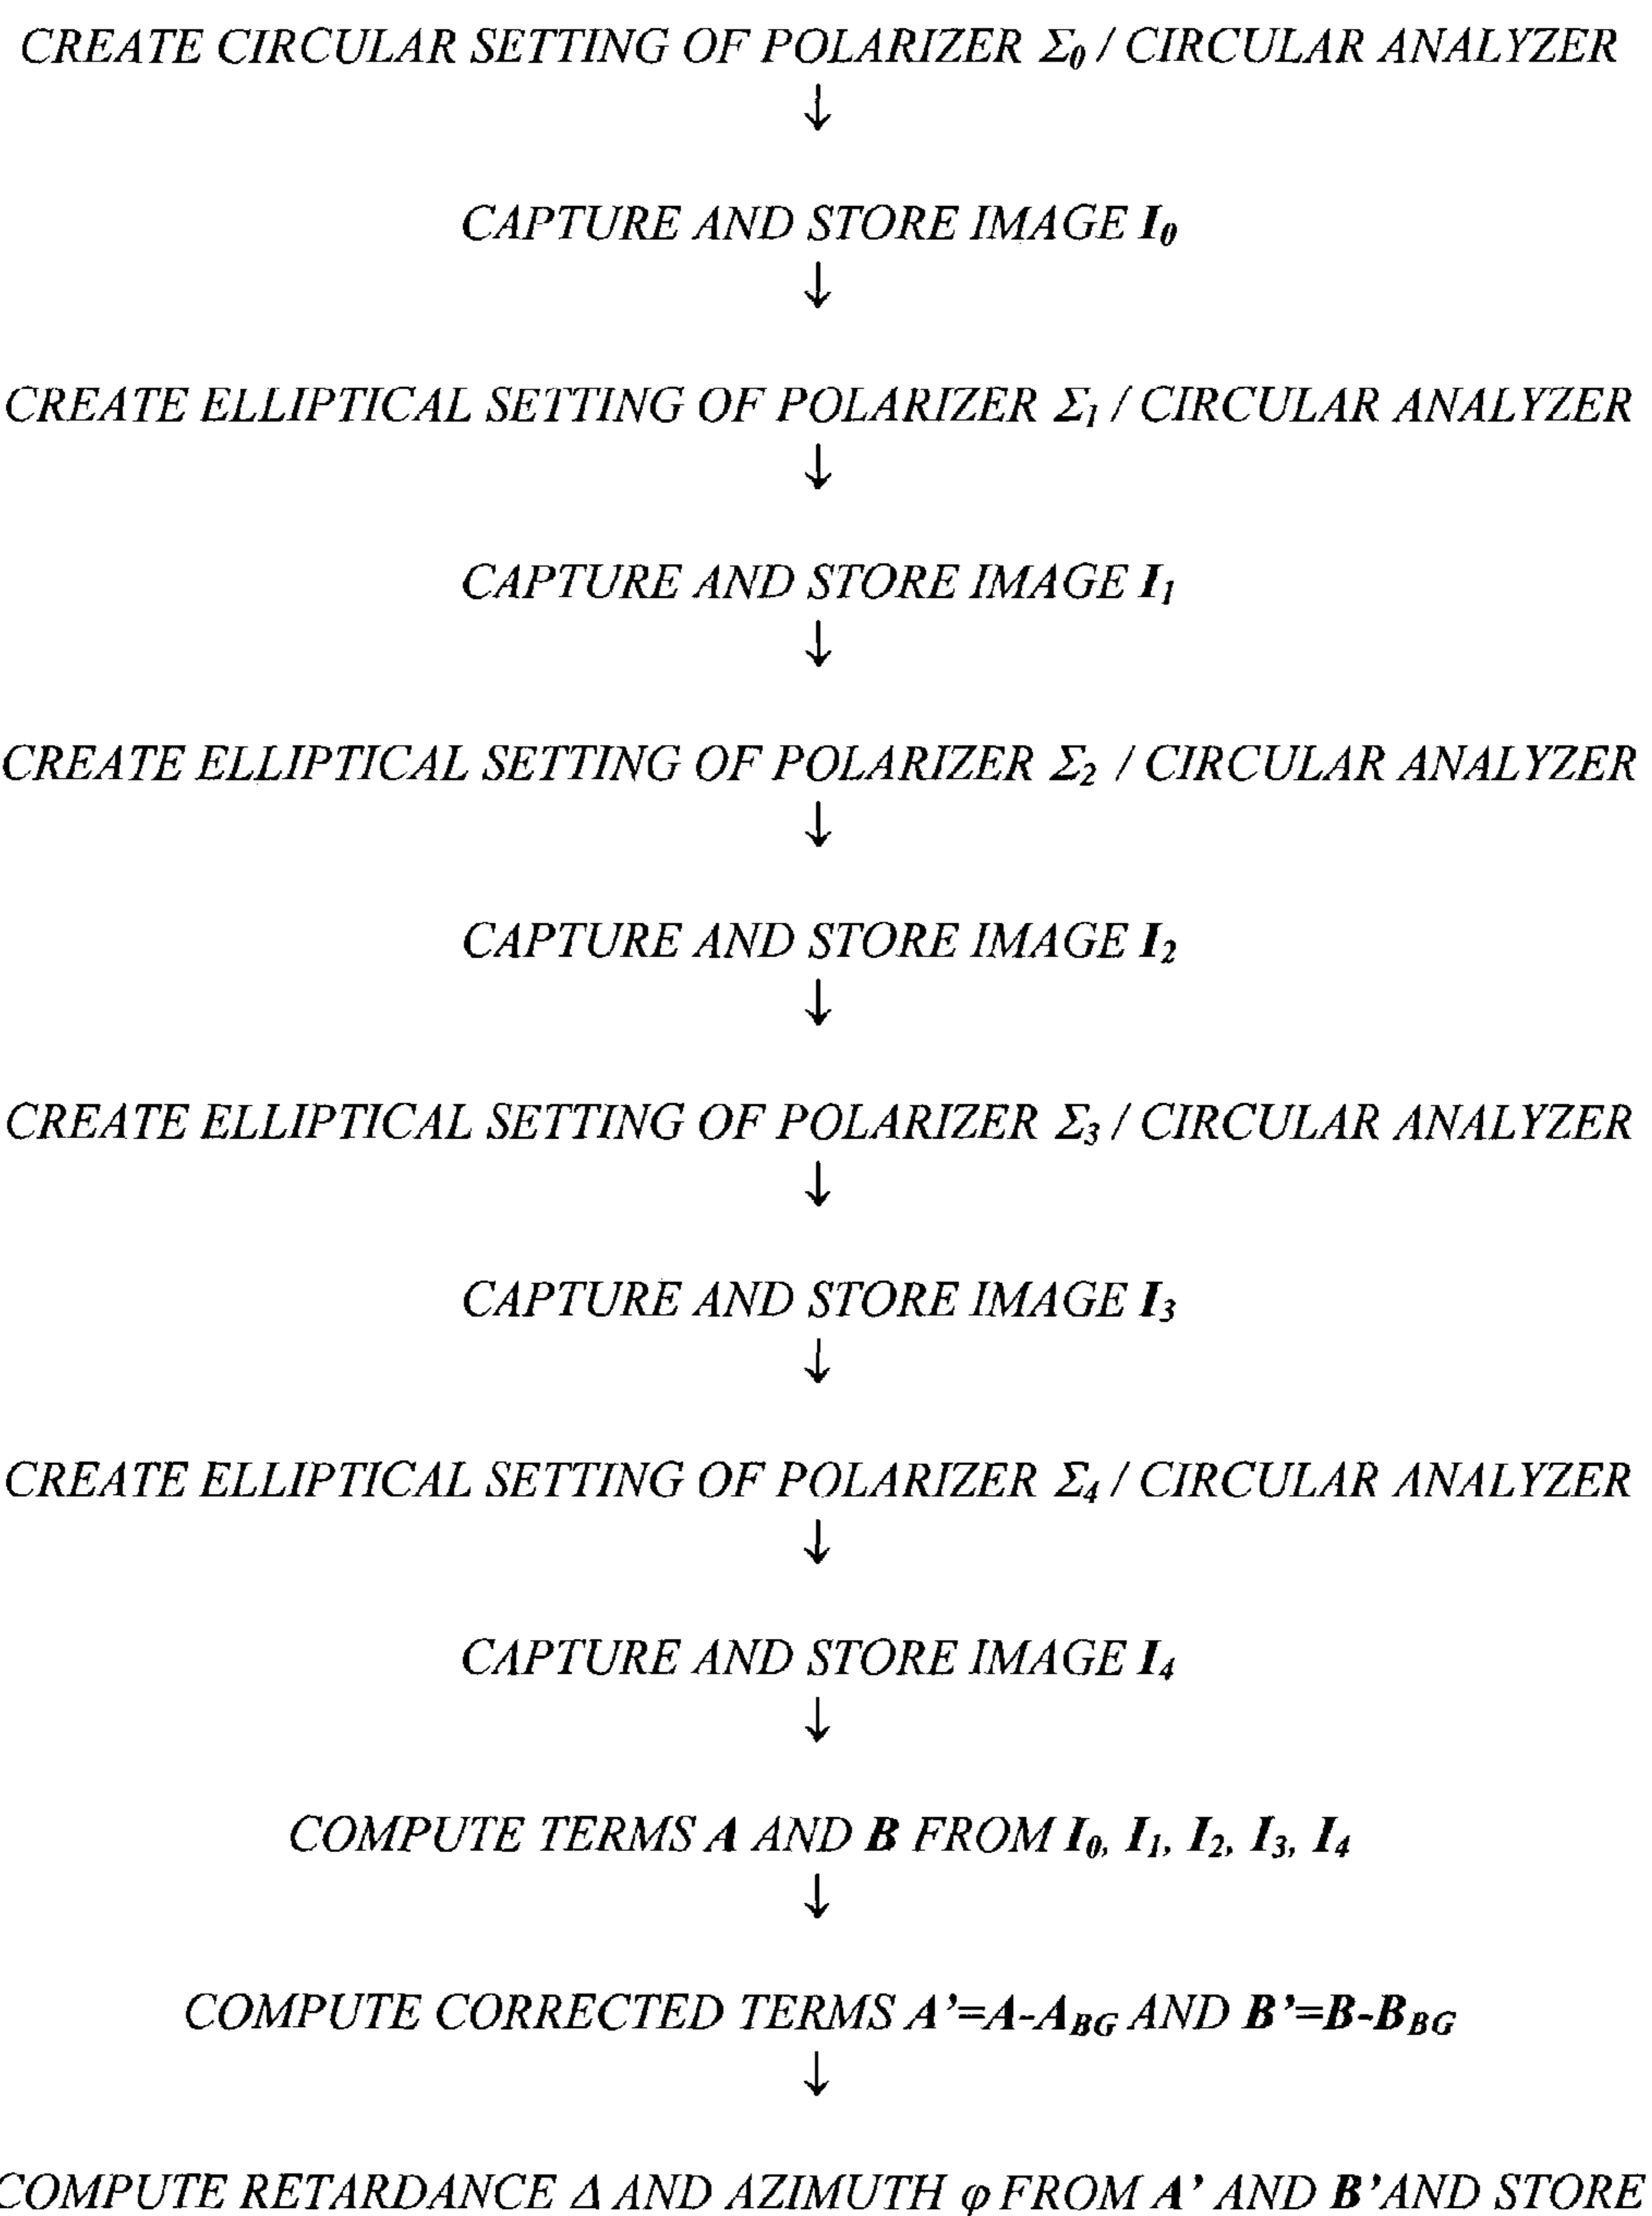 CREATE CIRCULAR SETTING OF POLARIZER Σ₀ / CIRCULAR ANALYZER
↓
CAPTURE AND STORE IMAGE I₀
↓
CREATE ELLIPTICAL SETTING OF POLARIZER Σ₁ / CIRCULAR ANALYZER
↓
CAPTURE AND STORE IMAGE I₁
↓
CREATE ELLIPTICAL SETTING OF POLARIZER Σ₂ / CIRCULAR ANALYZER
↓
CAPTURE AND STORE IMAGE I₂
↓
CREATE ELLIPTICAL SETTING OF POLARIZER Σ₃ / CIRCULAR ANALYZER
↓
CAPTURE AND STORE IMAGE I₃
↓
CREATE ELLIPTICAL SETTING OF POLARIZER Σ₄ / CIRCULAR ANALYZER
↓
CAPTURE AND STORE IMAGE I₄
↓
COMPUTE TERMS A AND B FROM I₀, I₁, I₂, I₃, I₄
↓
COMPUTE CORRECTED TERMS A’=A-A_BG AND B’=B-B_BG
↓
COMPUTE RETARDANCE Δ AND AZIMUTH φ FROM A’ AND B’AND STORE